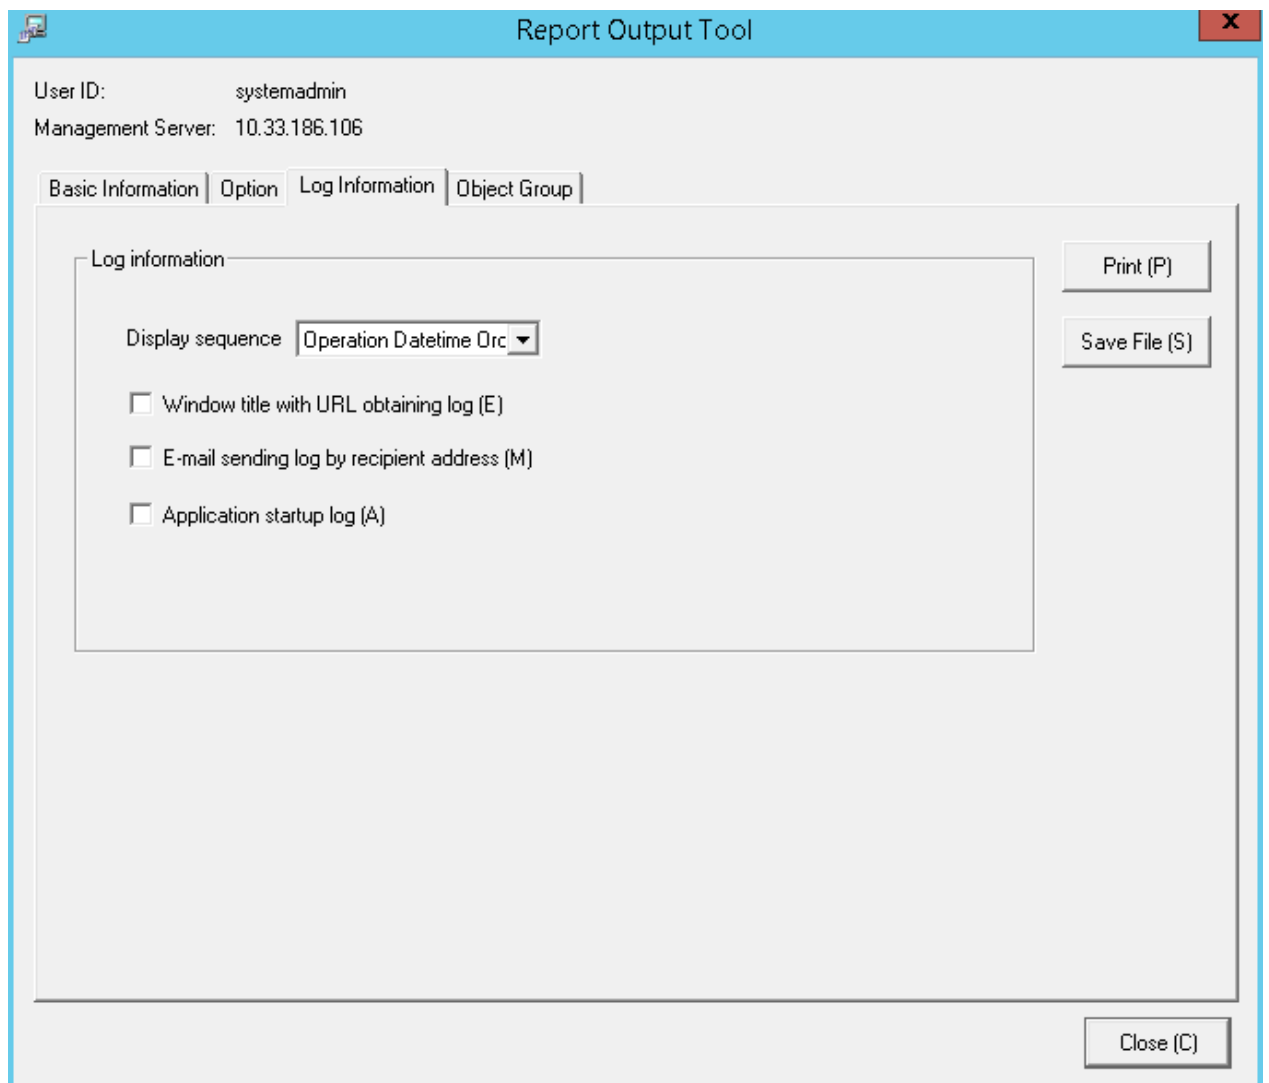 Report Output Tool
X
User ID: systemadmin
Management Server: 10.33.186.106
Basic Information Option Log Information Object Group
Log information
Print (P)
Display sequence Operation Datetime Orc
Save File (S)
Window title with URL obtaining log (E)
E-mail sending log by recipient address (M)
Application startup log (A)
Close (C)